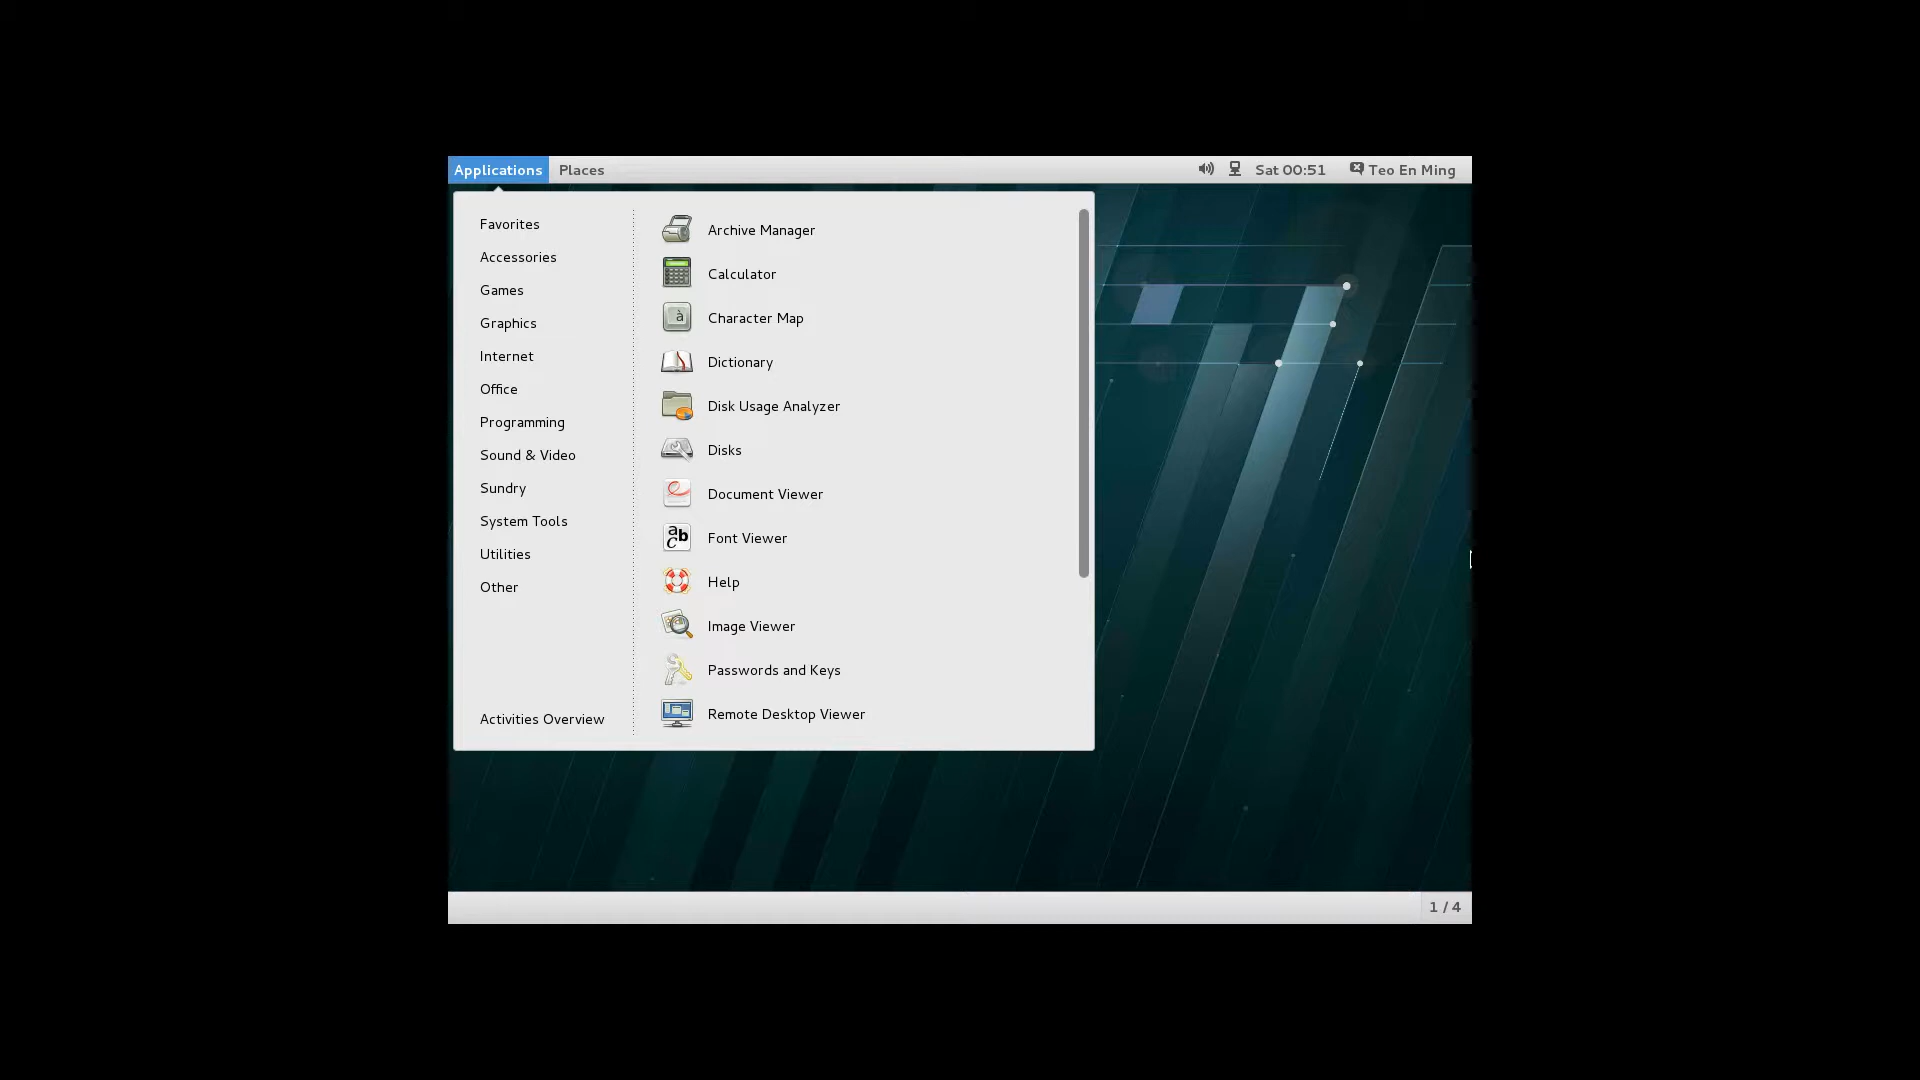 Applications Places Sat 00:51 Teo En Ming
Favorites
Accessories
Games
Graphics
Internet
Office
Programming
Sound & Video
Sundry
System Tools
Utilities
Other
Activities Overview
Archive Manager
Calculator
à
Character Map
Dictionary
Disk Usage Analyzer
Disks
Document Viewer
abc
Font Viewer
Help
Image Viewer
Passwords and Keys
Remote Desktop Viewer
1 / 4